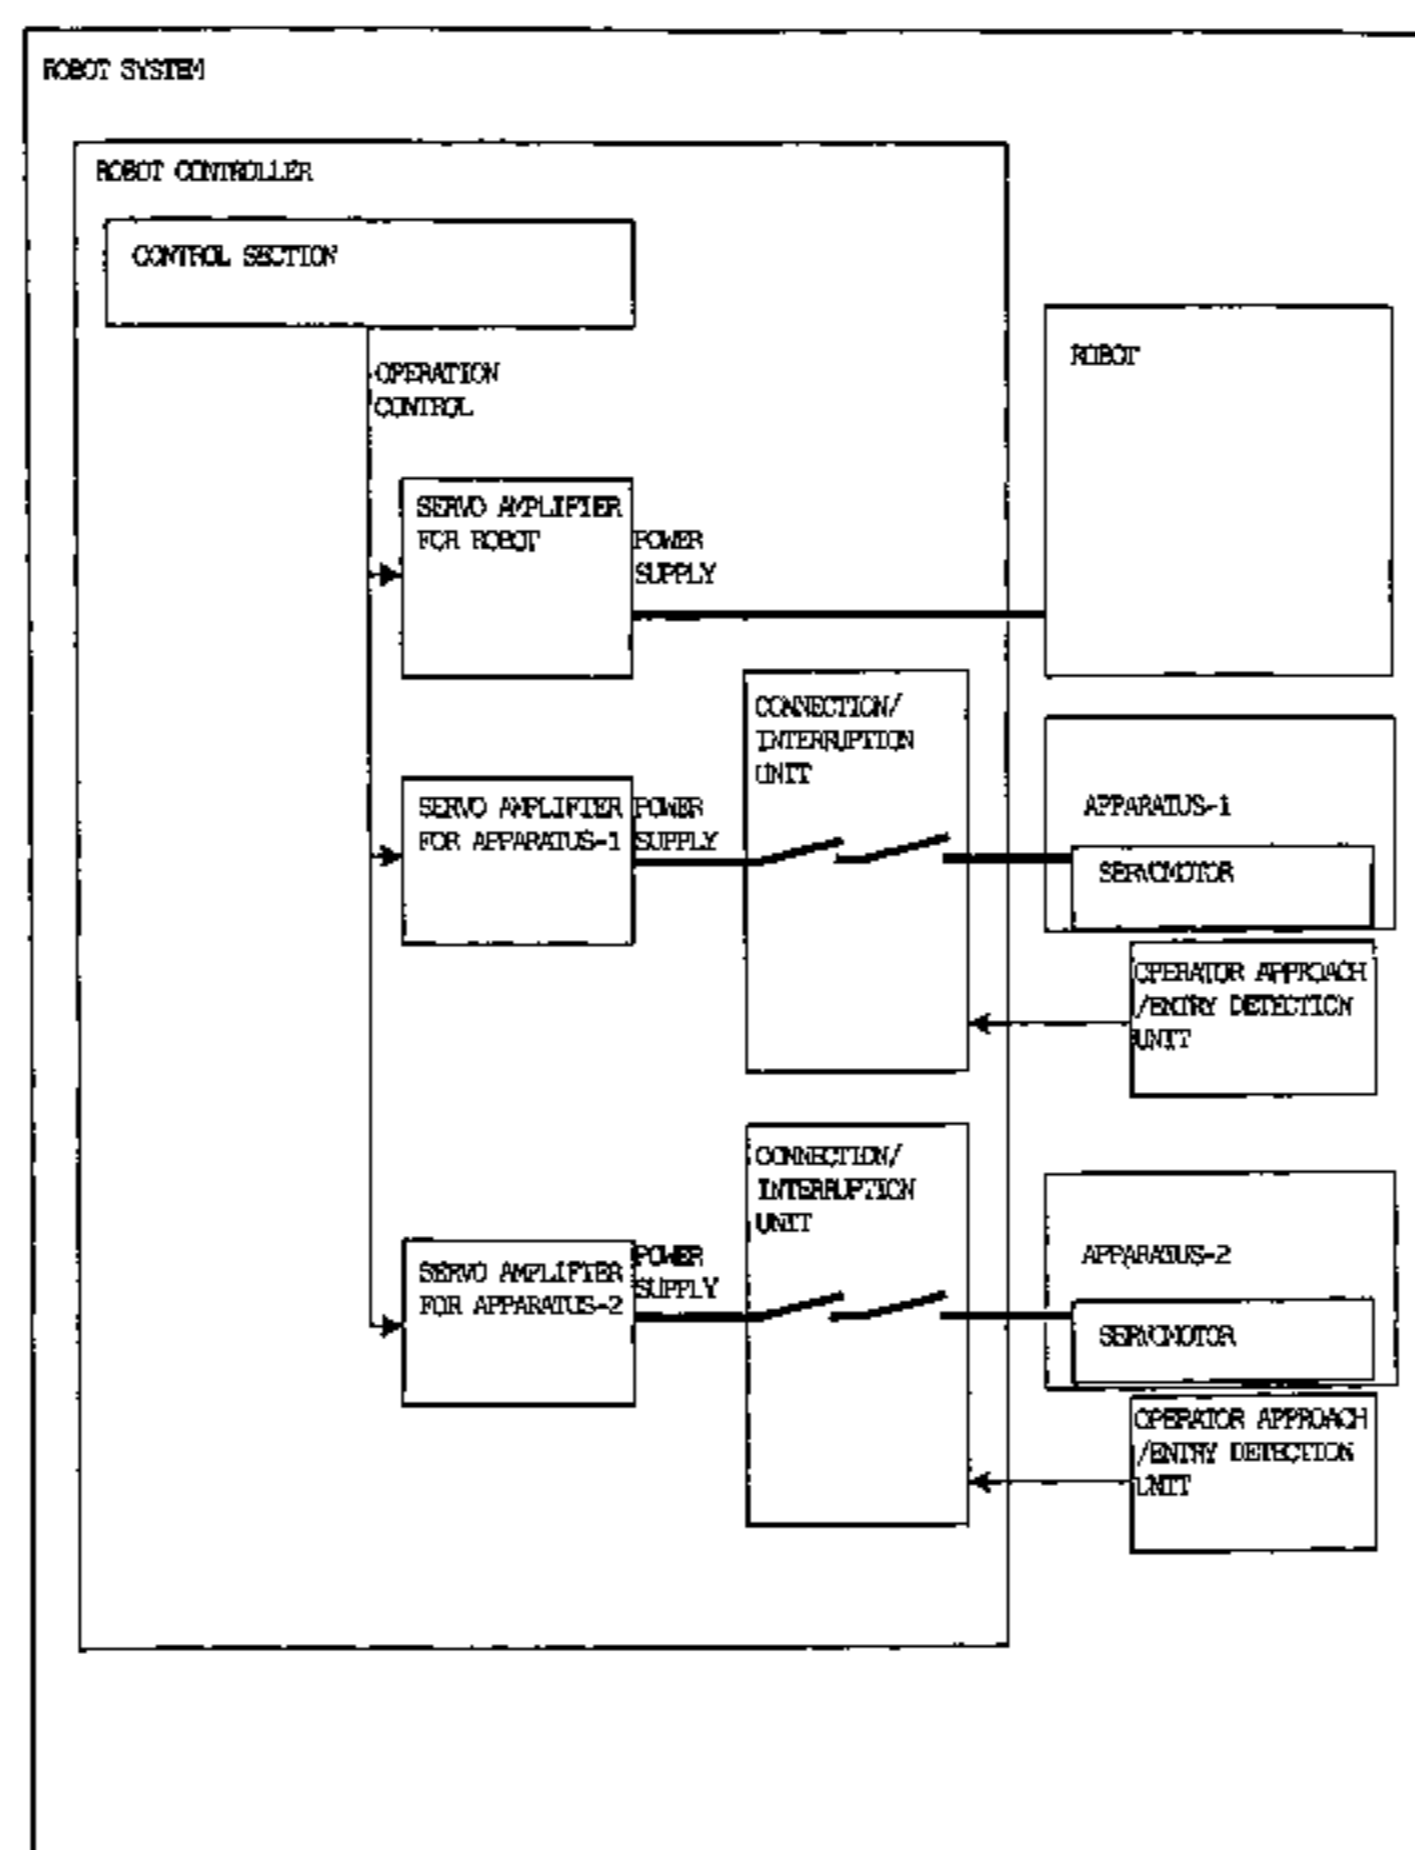 ROBOT SYSTEM
ROBOT CONTROLLER
CONTROL SECTION
OPERATION
CONTROL
ROBOT
SERVO AMPLIFIER
FOR ROBOT
POWER
SUPPLY
CONNECTION/
INTERRUPTION
UNIT
SERVO AMPLIFIER
FOR APPARATUS-1
POWER
SUPPLY
APPARATUS-1
SERVOMOTOR
OPERATOR APPROACH
/ENTRY DETECTION
UNIT
CONNECTION/
INTERRUPTION
UNIT
SERVO AMPLIFIER
FOR APPARATUS-2
POWER
SUPPLY
APPARATUS-2
SERVOMOTOR
OPERATOR APPROACH
/ENTRY DETECTION
UNIT